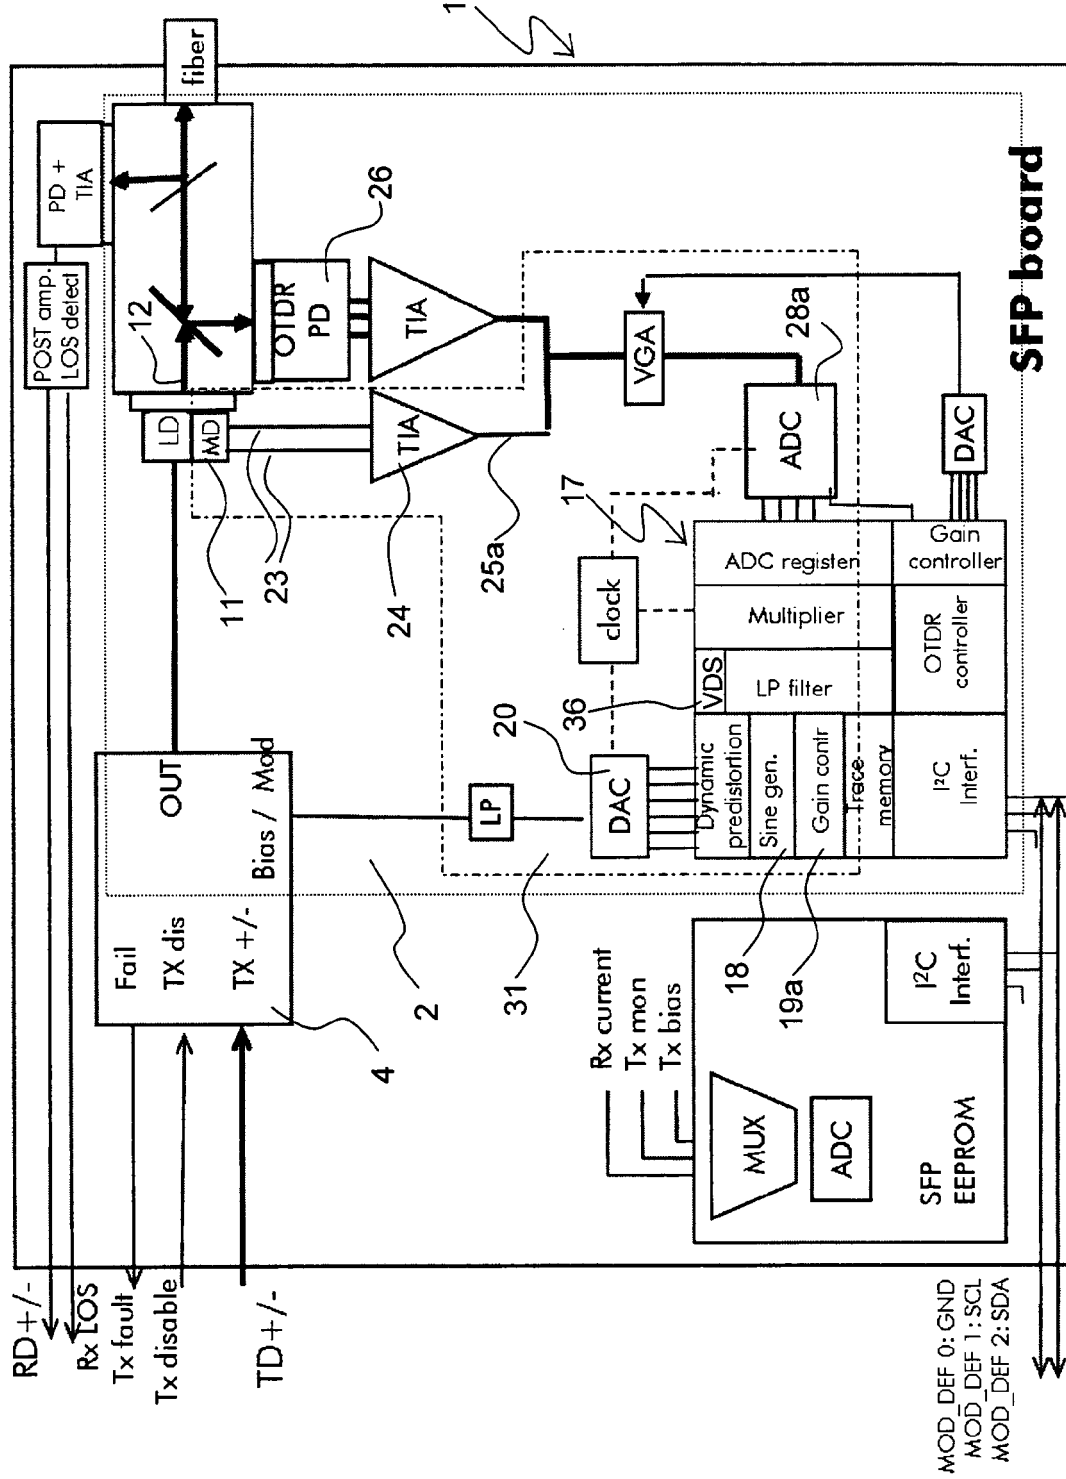 RD+/-
Rx LOS
Tx fault
Tx disable
TD+/-
MOD_DEF 0: GND
MOD_DEF 1: SCL
MOD_DEF 2: SDA
Fail
TX dis
TX +/-
OUT
Bias / Mod
4
2
POST amp.
LOS detect
PD +
TIA
fiber
1
12
LD
MD
11
23
OTDR
PD
26
TIA
24
TIA
25a
VGA
ADC
28a
DAC
17
clock
LP
31
DAC
20
36
VDS
ADC register
Gain
controller
Multiplier
LP filter
OTDR
controller
Dynamic
predistortion
Sine gen.
Gain contr
Trace
memory
I²C
Interf.
18
19a
Rx current
Tx mon
Tx bias
MUX
ADC
SFP
EEPROM
I²C
Interf.
SFP board